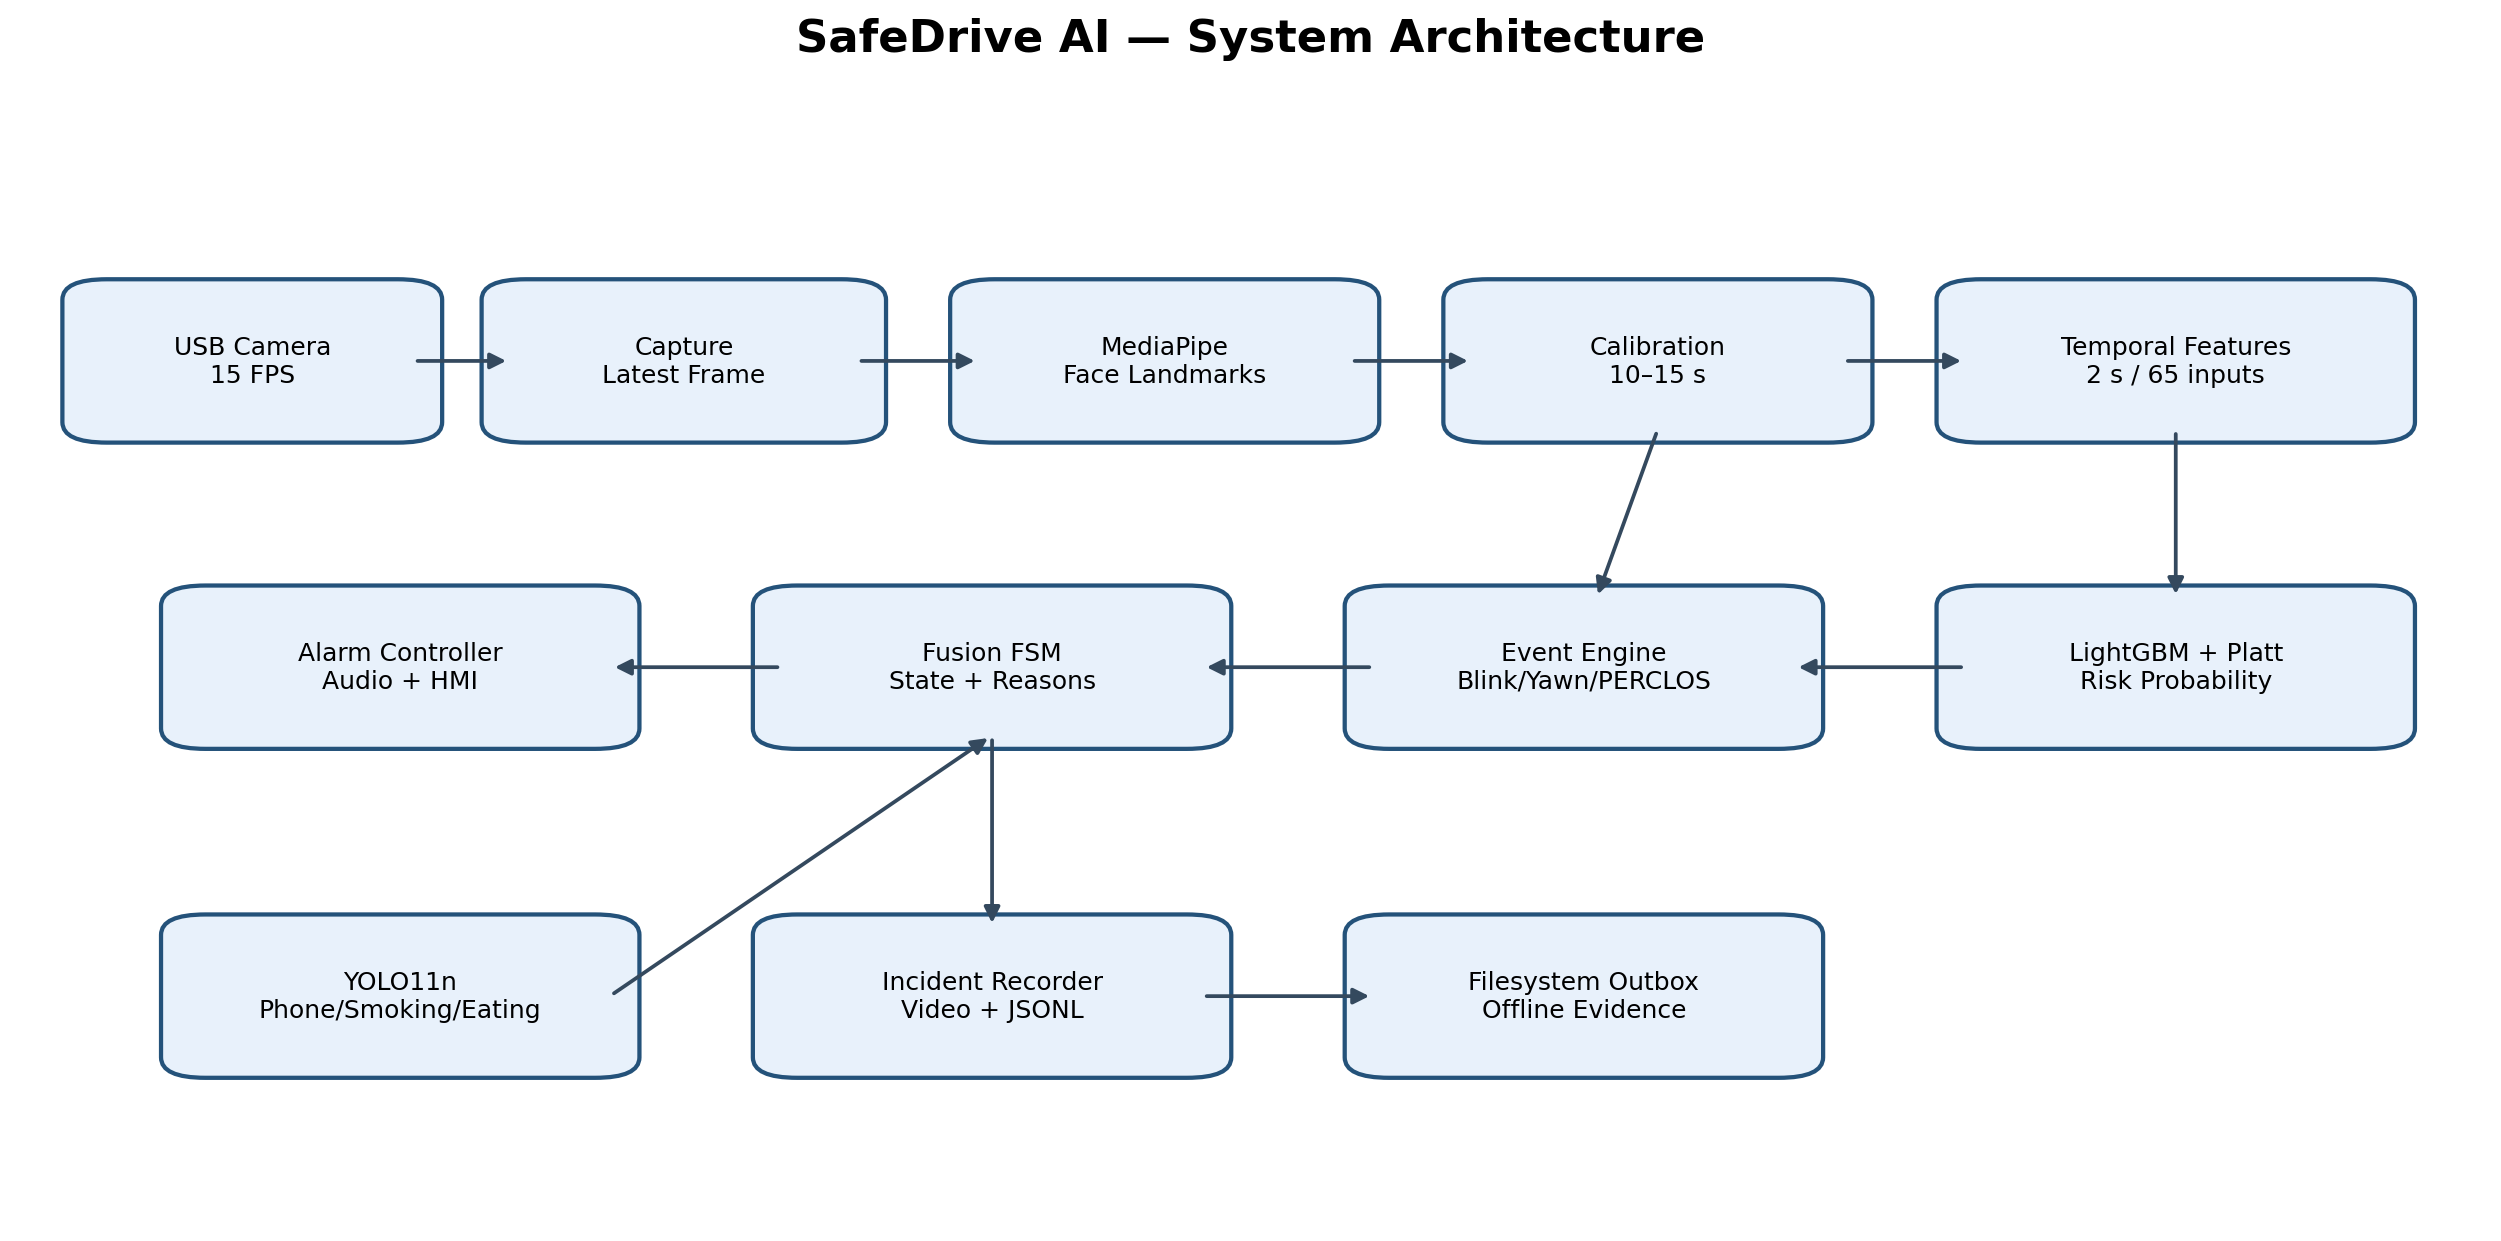 SafeDrive AI — System Architecture
USB Camera
15 FPS
Capture
Latest Frame
MediaPipe
Face Landmarks
Calibration
10–15 s
Temporal Features
2 s / 65 inputs
Alarm Controller
Audio + HMI
Fusion FSM
State + Reasons
Event Engine
Blink/Yawn/PERCLOS
LightGBM + Platt
Risk Probability
YOLO11n
Phone/Smoking/Eating
Incident Recorder
Video + JSONL
Filesystem Outbox
Offline Evidence